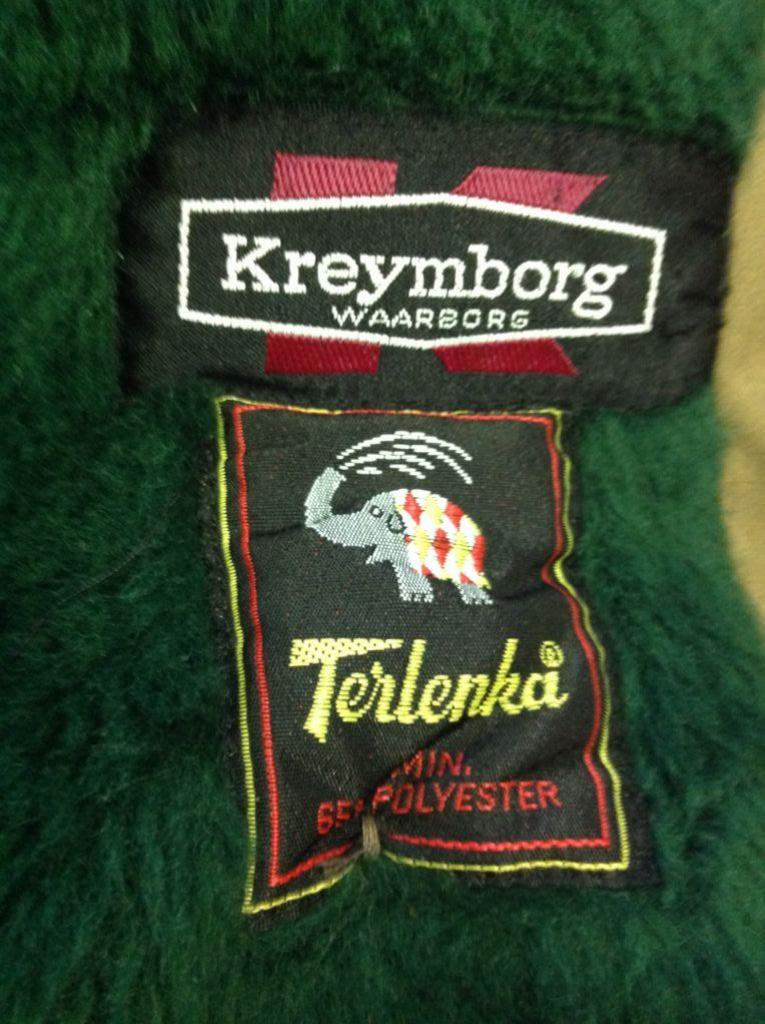 Kreymborg
WAARBORG
Terlenka®
MIN.
65% POLYESTER